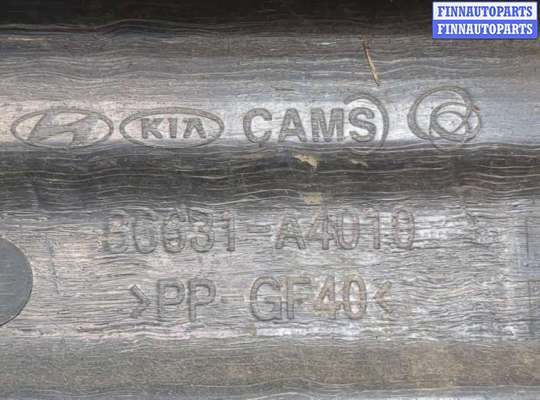 FINNAUTOPARTS
FINNAUTOPARTS
KIA CAMS
86631-A4010
>PP-GF40<